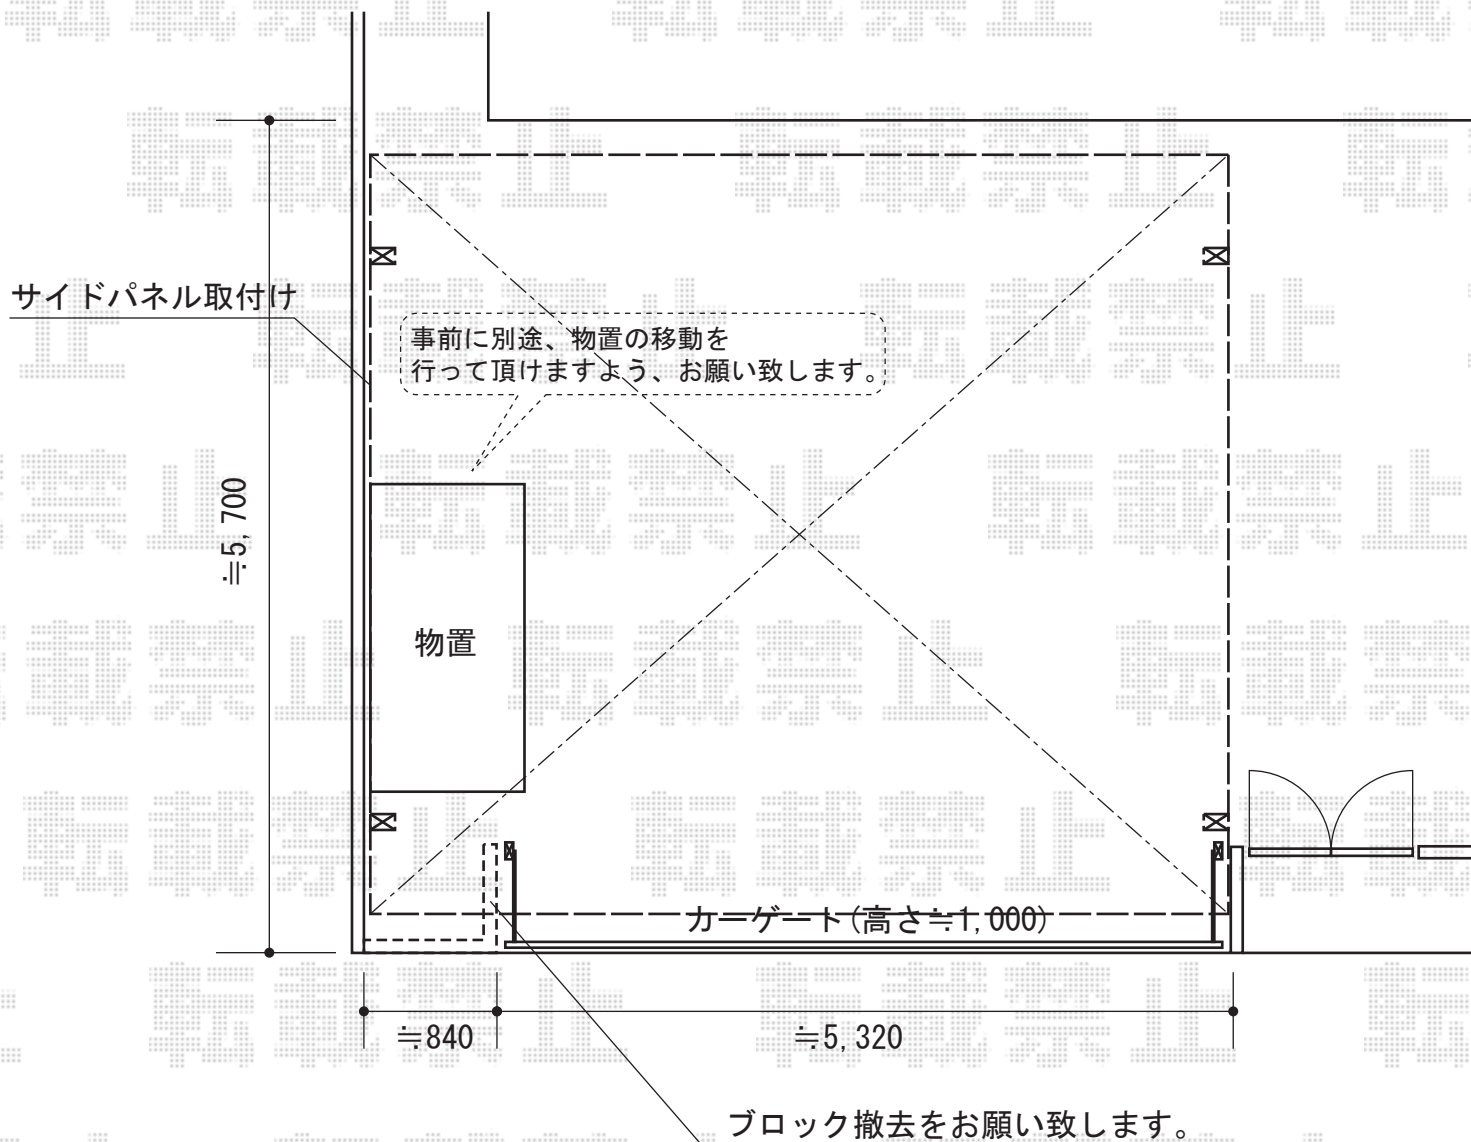 サイドパネル取付け
事前に別途、物置の移動を
行って頂けますよう、お願い致します。
≒5,700
物置
カーゲート(高さ≒1,000)
≒840
≒5,320
ブロック撤去をお願い致します。
転載禁止